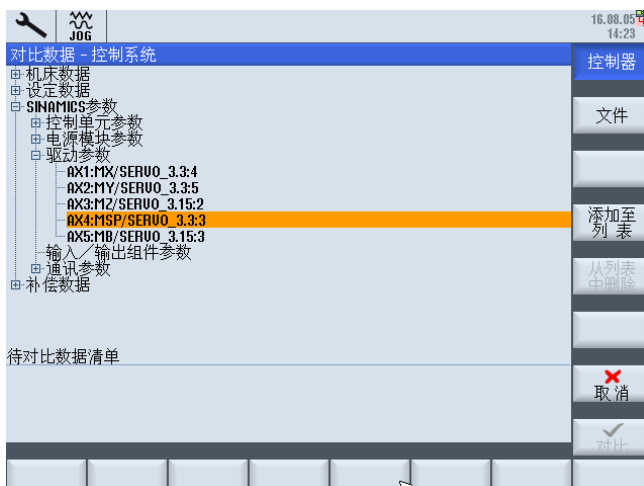 JOG
16.08.05
14:23
对比数据 - 控制系统
机床数据
设定数据
SINAMICS参数
控制单元参数
电源模块参数
驱动参数
AX1:MX/SERVO_3.3:4
AX2:MY/SERVO_3.3:5
AX3:MZ/SERVO_3.15:2
AX4:MSP/SERVO_3.3:3
AX5:MB/SERVO_3.15:3
输入/输出组件参数
通讯参数
补偿数据
待对比数据清单
控制器
文件
添加至
列 表
从列表
中删除
取 消
对比